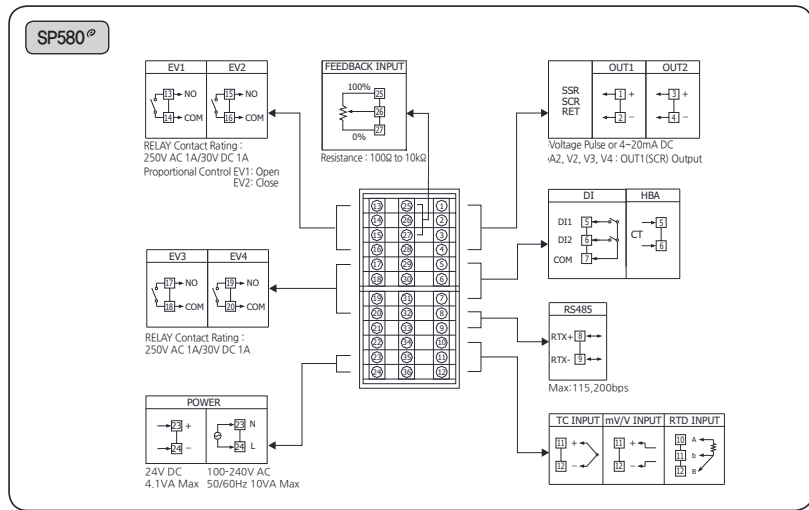 SP580
EV1 EV2
13 NO 15 NO
14 COM 16 COM
RELAY Contact Rating :
250V AC 1A/30V DC 1A
Proportional Control EV1: Open
EV2: Close
FEEDBACK INPUT
100% 25
26
0% 27
Resistance : 100Ω to 10kΩ
OUT1 OUT2
SSR
SCR
RET
1 + 3 +
2 − 4 −
Voltage Pulse or 4~20mA DC
A2, V2, V3, V4 : OUT1(SCR) Output
13 25 1
14 26 2
15 27 3
16 28 4
17 29 5
18 30 6
19 31 7
20 32 8
21 33 9
22 34 10
23 35 11
24 36 12
DI HBA
DI1 5
DI2 6
COM 7
CT 5
6
EV3 EV4
17 NO 19 NO
18 COM 20 COM
RELAY Contact Rating :
250V AC 1A/30V DC 1A
RS485
RTX+ 8
RTX- 9
Max:115,200bps
POWER
23 + 23 N
24 − 24 L
24V DC 100-240V AC
4.1VA Max 50/60Hz 10VA Max
TC INPUT mV/V INPUT RTD INPUT
11 + 11 + 10 A
12 − 12 − 11 b
12 B